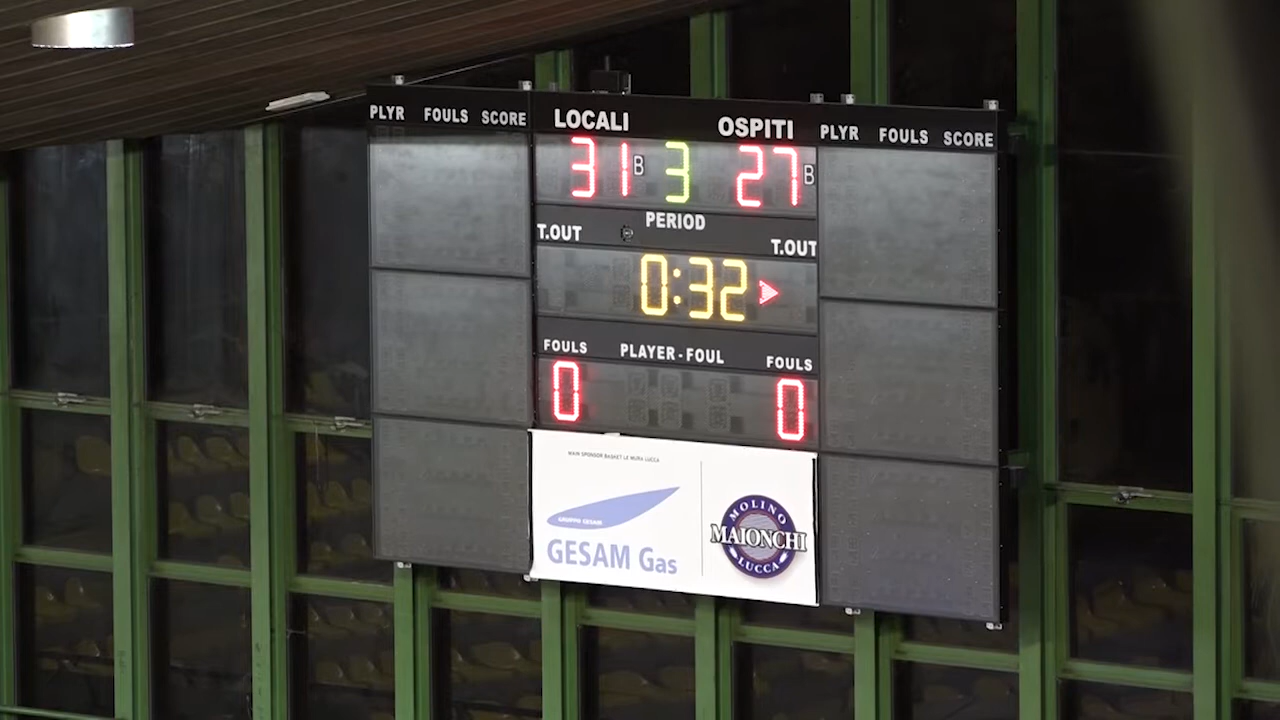 PLYR FOULS SCORE LOCALI OSPITI PLYR FOULS SCORE
31 B 3 27 B
PERIOD
T.OUT T.OUT
0:32
FOULS PLAYER-FOUL FOULS
0 0
MAIN SPONSOR BASKET LE MURA LUCCA
GRUPPO GESAM
GESAM Gas
MOLINO
MAIONCHI
LUCCA